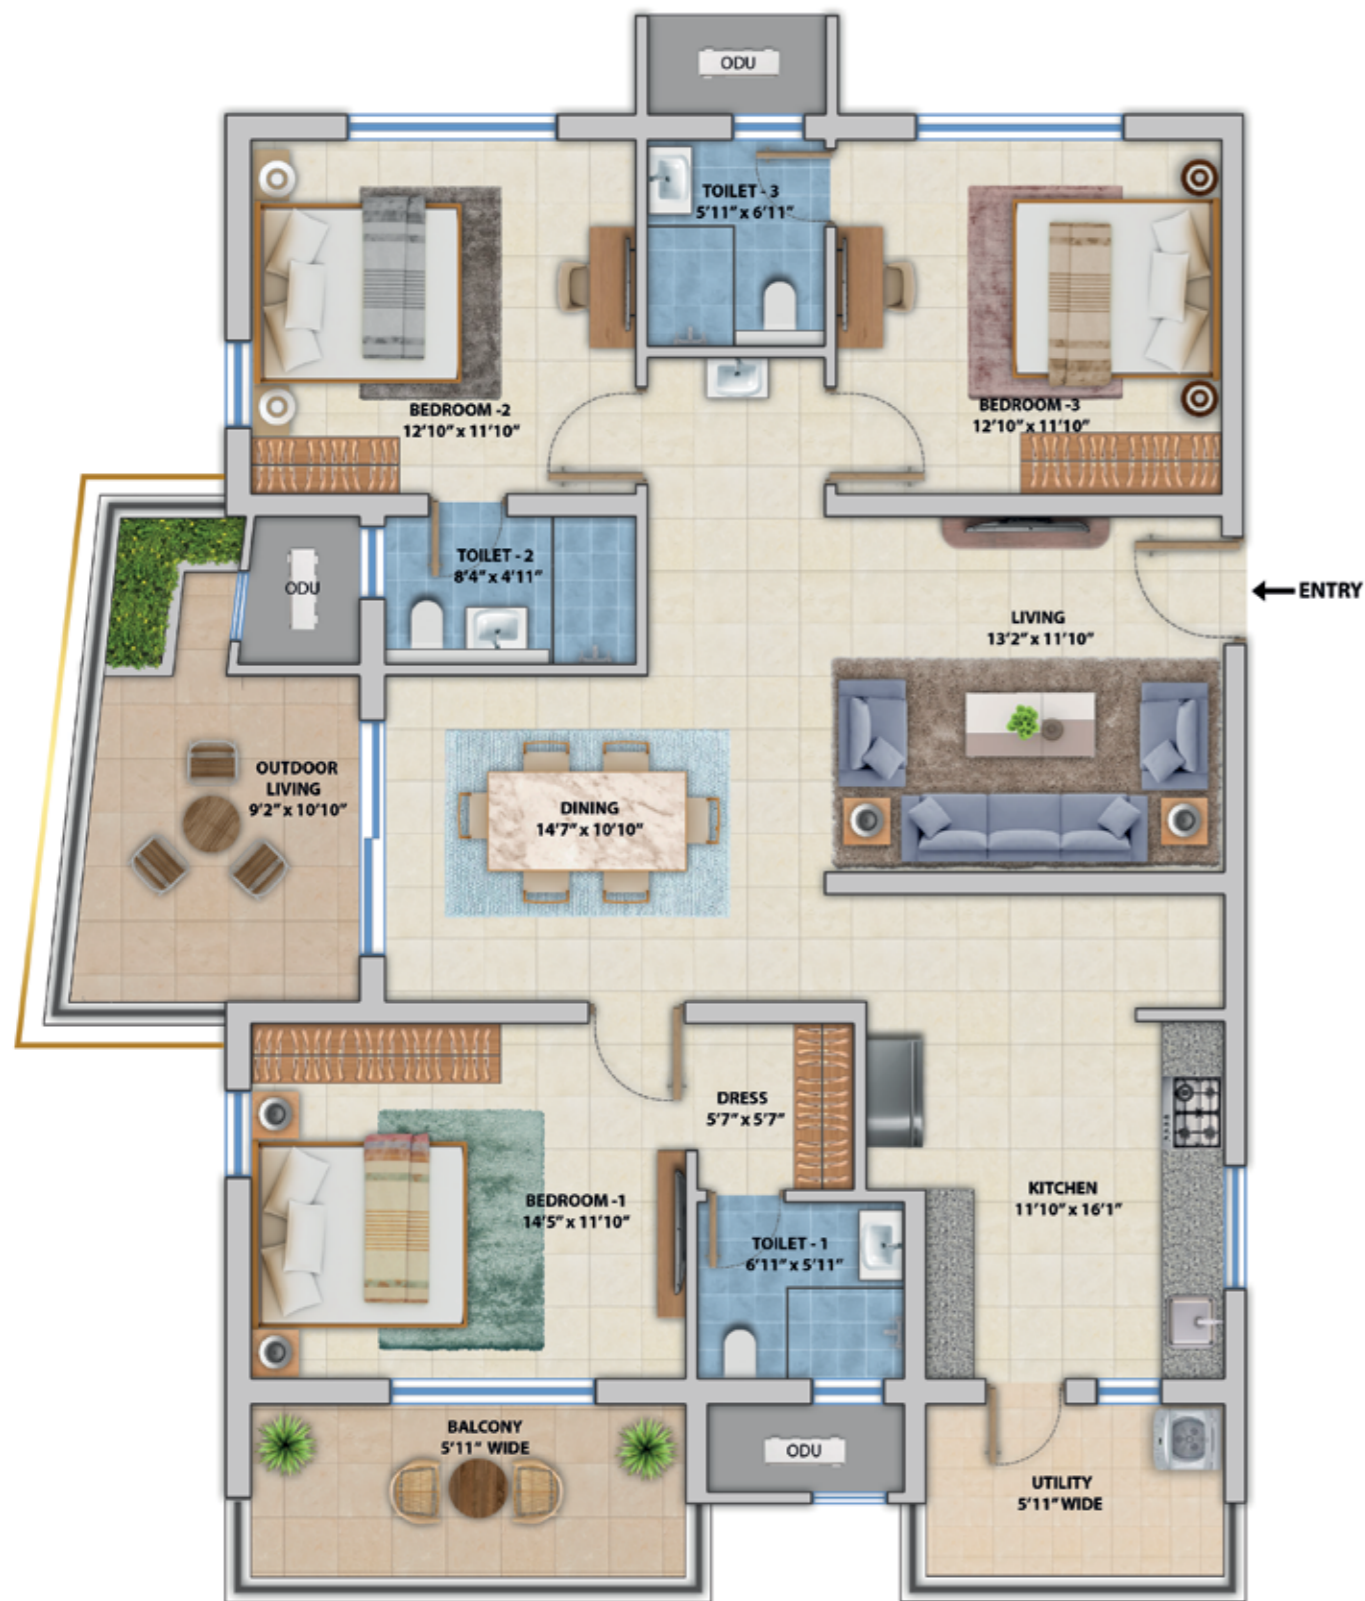 ODU
TOILET - 3
5'11" x 6'11"
BEDROOM -2
12'10" x 11'10"
BEDROOM -3
12'10" x 11'10"
TOILET - 2
8'4" x 4'11"
ODU
ENTRY
LIVING
13'2" x 11'10"
OUTDOOR
LIVING
9'2" x 10'10"
DINING
14'7" x 10'10"
DRESS
5'7" x 5'7"
BEDROOM -1
14'5" x 11'10"
KITCHEN
11'10" x 16'1"
TOILET - 1
6'11" x 5'11"
BALCONY
5'11" WIDE
ODU
UTILITY
5'11" WIDE